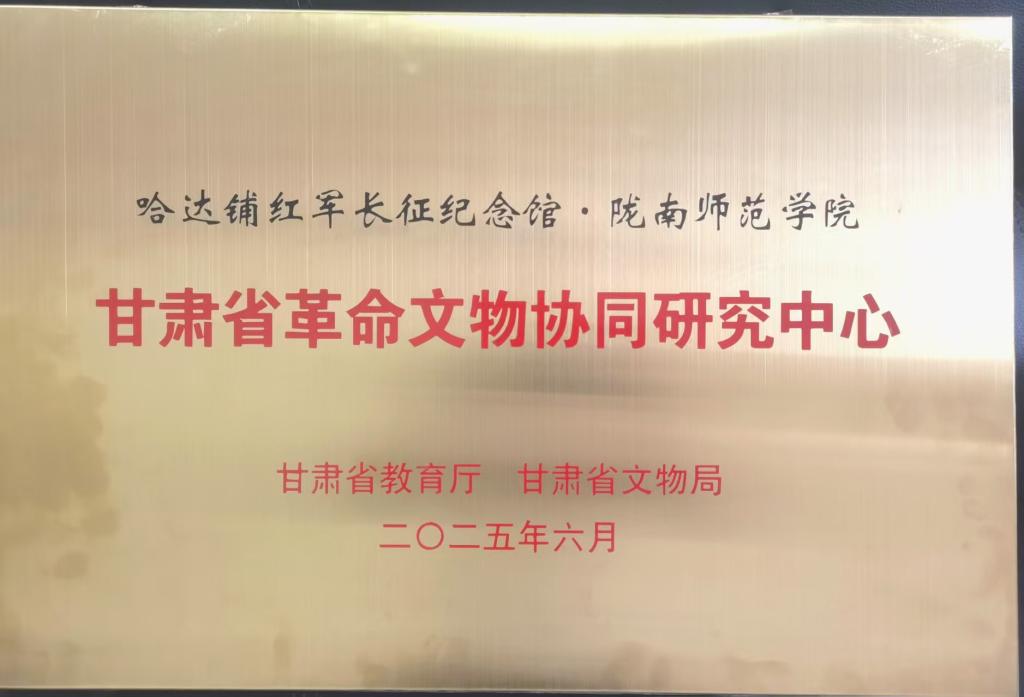 哈达铺红军长征纪念馆·陇南师范学院
甘肃省革命文物协同研究中心
甘肃省教育厅　甘肃省文物局
二〇二五年六月